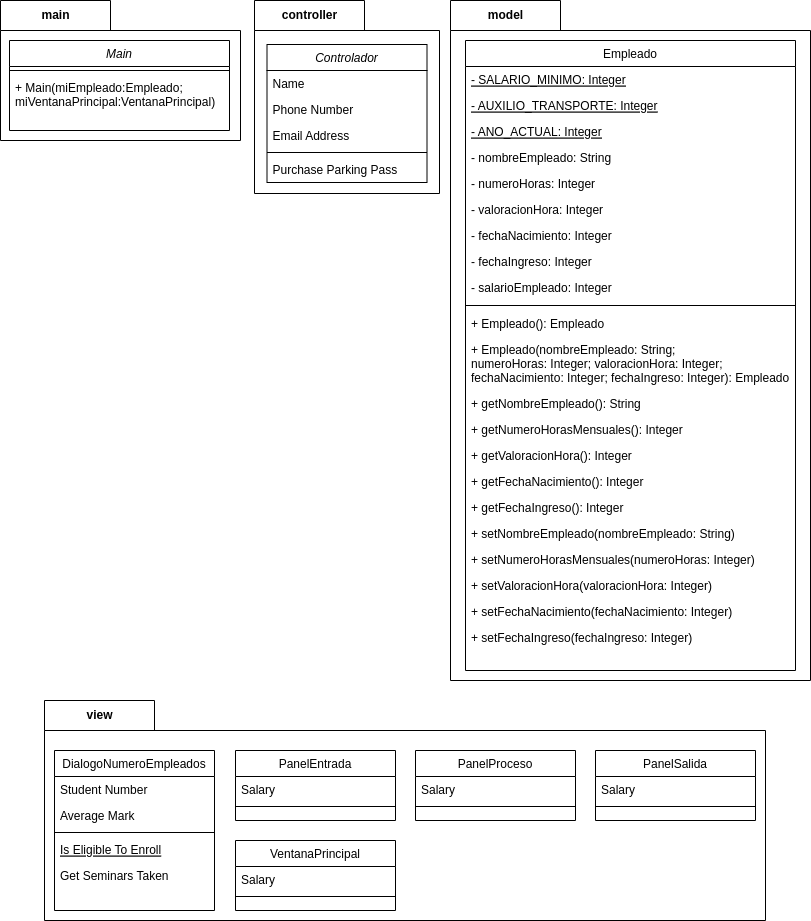 main
Main
+ Main(miEmpleado:Empleado;
miVentanaPrincipal:VentanaPrincipal)
controller
Controlador
Name
Phone Number
Email Address
Purchase Parking Pass
model
Empleado
- SALARIO_MINIMO: Integer
- AUXILIO_TRANSPORTE: Integer
- ANO_ACTUAL: Integer
- nombreEmpleado: String
- numeroHoras: Integer
- valoracionHora: Integer
- fechaNacimiento: Integer
- fechaIngreso: Integer
- salarioEmpleado: Integer
+ Empleado(): Empleado
+ Empleado(nombreEmpleado: String;
numeroHoras: Integer; valoracionHora: Integer;
fechaNacimiento: Integer; fechaIngreso: Integer): Empleado
+ getNombreEmpleado(): String
+ getNumeroHorasMensuales(): Integer
+ getValoracionHora(): Integer
+ getFechaNacimiento(): Integer
+ getFechaIngreso(): Integer
+ setNombreEmpleado(nombreEmpleado: String)
+ setNumeroHorasMensuales(numeroHoras: Integer)
+ setValoracionHora(valoracionHora: Integer)
+ setFechaNacimiento(fechaNacimiento: Integer)
+ setFechaIngreso(fechaIngreso: Integer)
view
DialogoNumeroEmpleados
Student Number
Average Mark
Is Eligible To Enroll
Get Seminars Taken
PanelEntrada
Salary
PanelProceso
Salary
PanelSalida
Salary
VentanaPrincipal
Salary